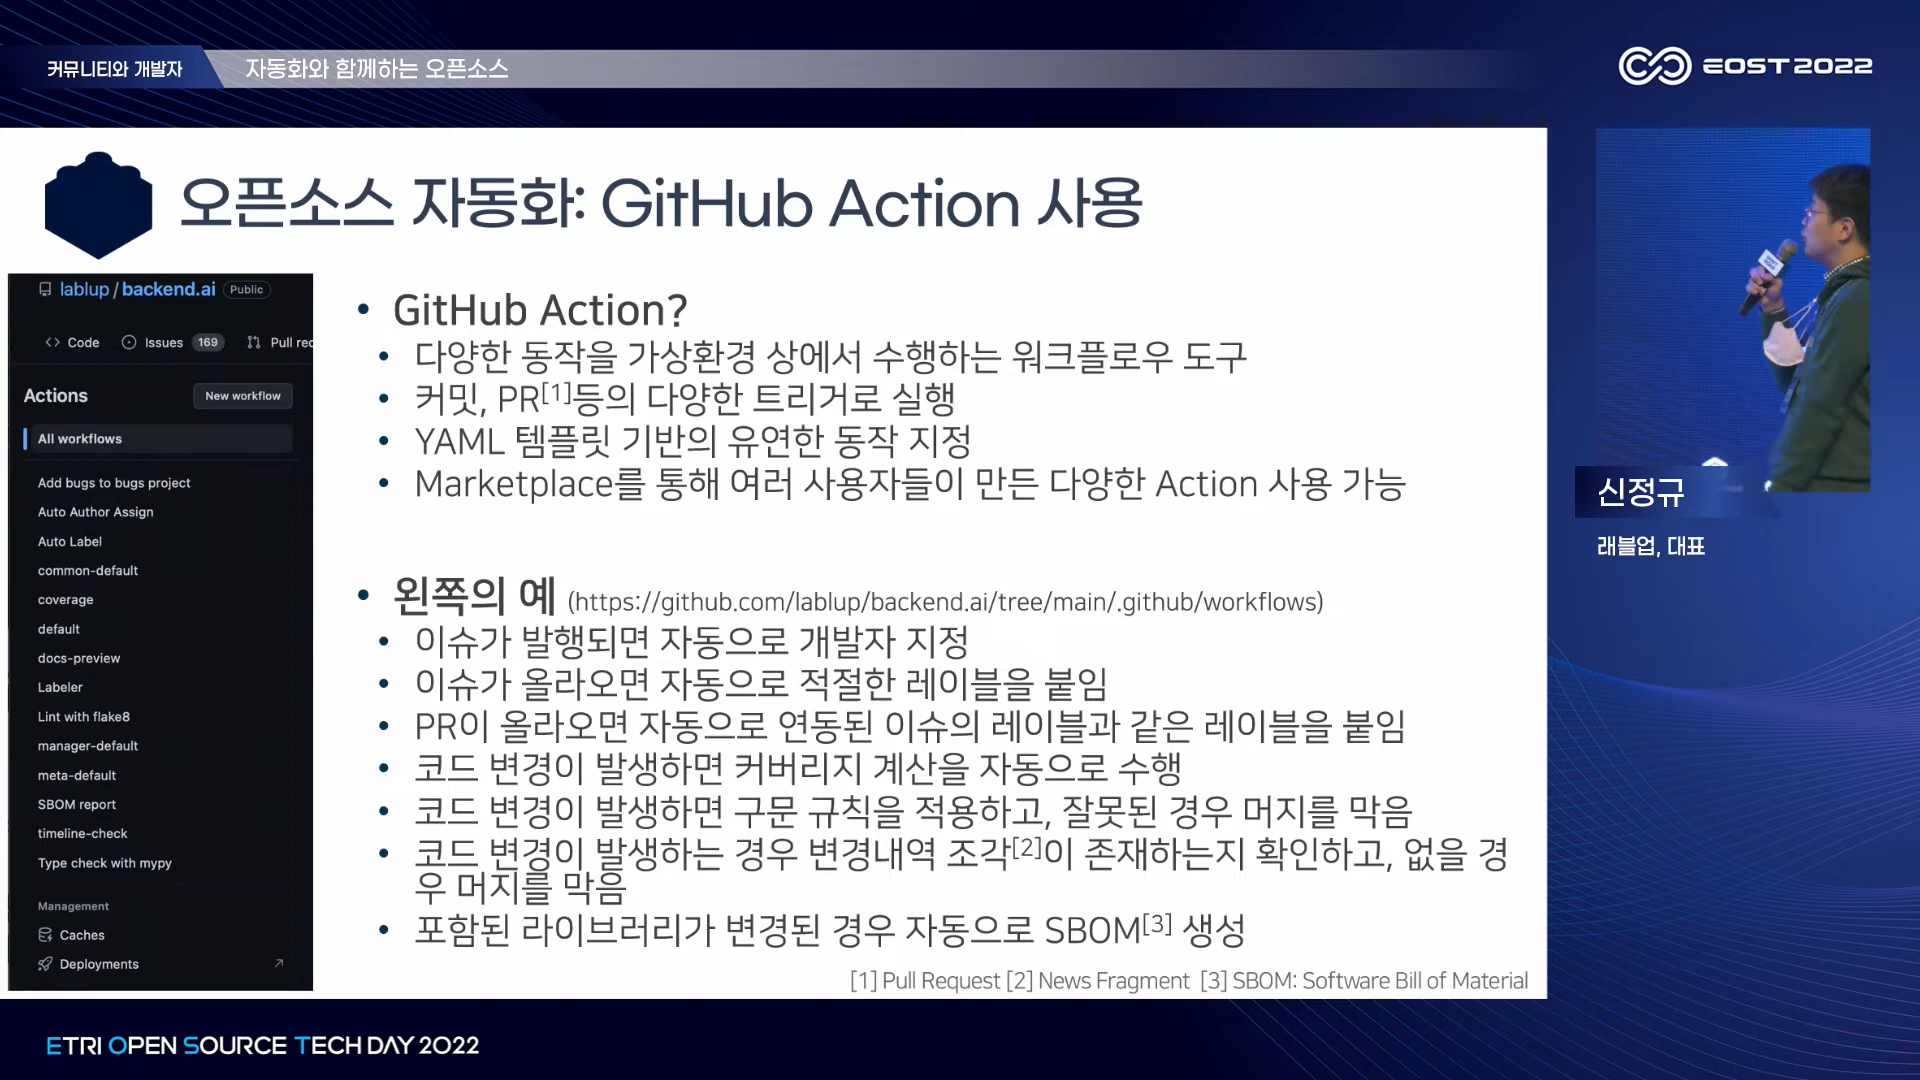 커뮤니티와 개발자
자동화와 함께하는 오픈소스
EOST 2022
오픈소스 자동화: GitHub Action 사용
lablup / backend.ai Public
Code Issues 169 Pull rec
Actions New workflow
All workflows
Add bugs to bugs project
Auto Author Assign
Auto Label
common-default
coverage
default
docs-preview
Labeler
Lint with flake8
manager-default
meta-default
SBOM report
timeline-check
Type check with mypy
Management
Caches
Deployments
• GitHub Action?
• 다양한 동작을 가상환경 상에서 수행하는 워크플로우 도구
• 커밋, PR[1]등의 다양한 트리거로 실행
• YAML 템플릿 기반의 유연한 동작 지정
• Marketplace를 통해 여러 사용자들이 만든 다양한 Action 사용 가능
• 왼쪽의 예 (https://github.com/lablup/backend.ai/tree/main/.github/workflows)
• 이슈가 발행되면 자동으로 개발자 지정
• 이슈가 올라오면 자동으로 적절한 레이블을 붙임
• PR이 올라오면 자동으로 연동된 이슈의 레이블과 같은 레이블을 붙임
• 코드 변경이 발생하면 커버리지 계산을 자동으로 수행
• 코드 변경이 발생하면 구문 규칙을 적용하고, 잘못된 경우 머지를 막음
• 코드 변경이 발생하는 경우 변경내역 조각[2]이 존재하는지 확인하고, 없을 경
우 머지를 막음
• 포함된 라이브러리가 변경된 경우 자동으로 SBOM[3] 생성
[1] Pull Request [2] News Fragment [3] SBOM: Software Bill of Material
신정규
래블업, 대표
ETRI OPEN SOURCE TECH DAY 2022